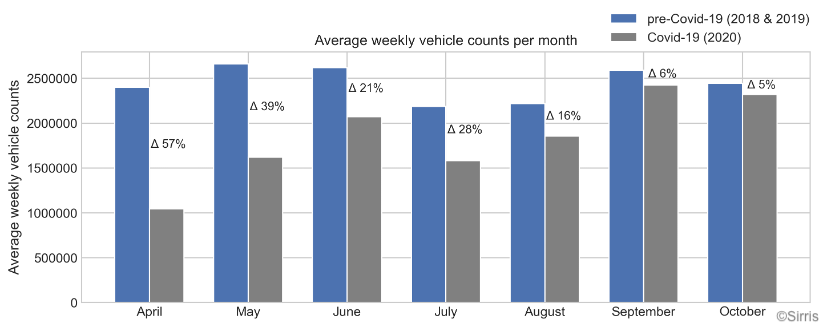 pre-Covid-19 (2018 & 2019)
Covid-19 (2020)
Average weekly vehicle counts per month
Average weekly vehicle counts
2500000
2000000
1500000
1000000
500000
0
Δ 57%
Δ 39%
Δ 21%
Δ 28%
Δ 16%
Δ 6%
Δ 5%
April
May
June
July
August
September
October
©Sirris